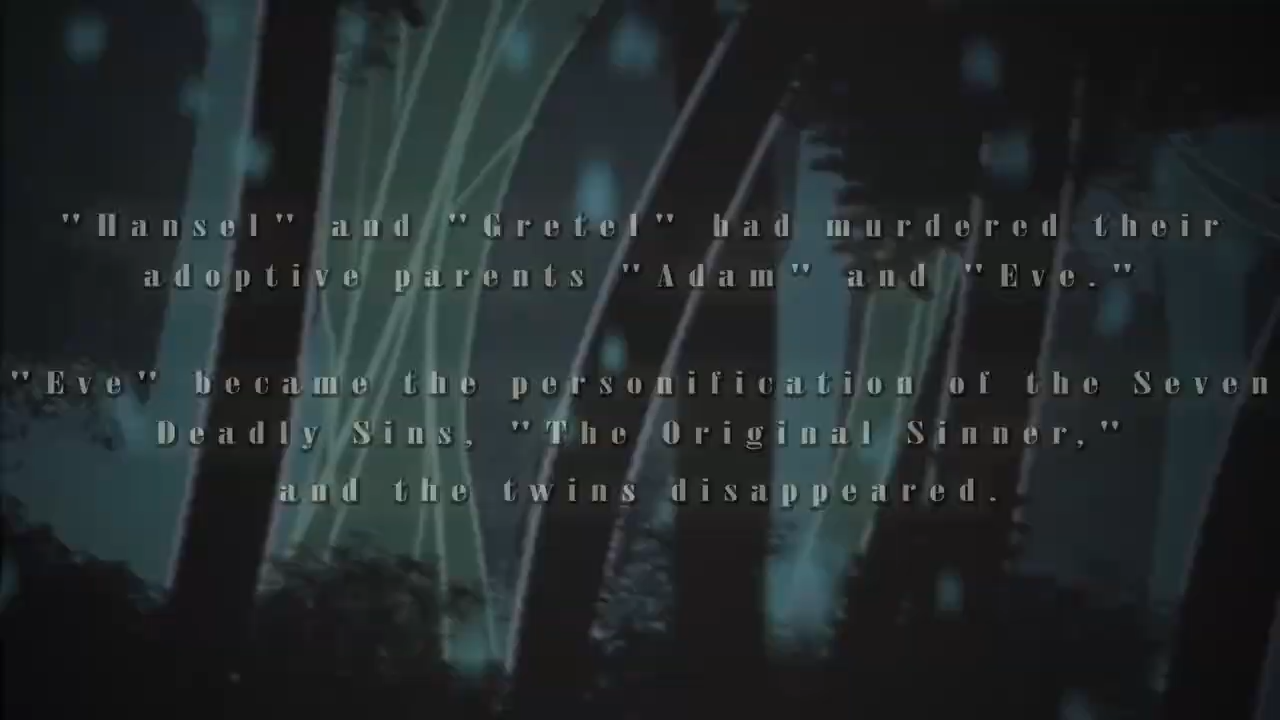 "Hansel" and "Gretel" had murdered their
adoptive parents "Adam" and "Eve."
"Eve" became the personification of the Seven
Deadly Sins, "The Original Sinner,"
and the twins disappeared.